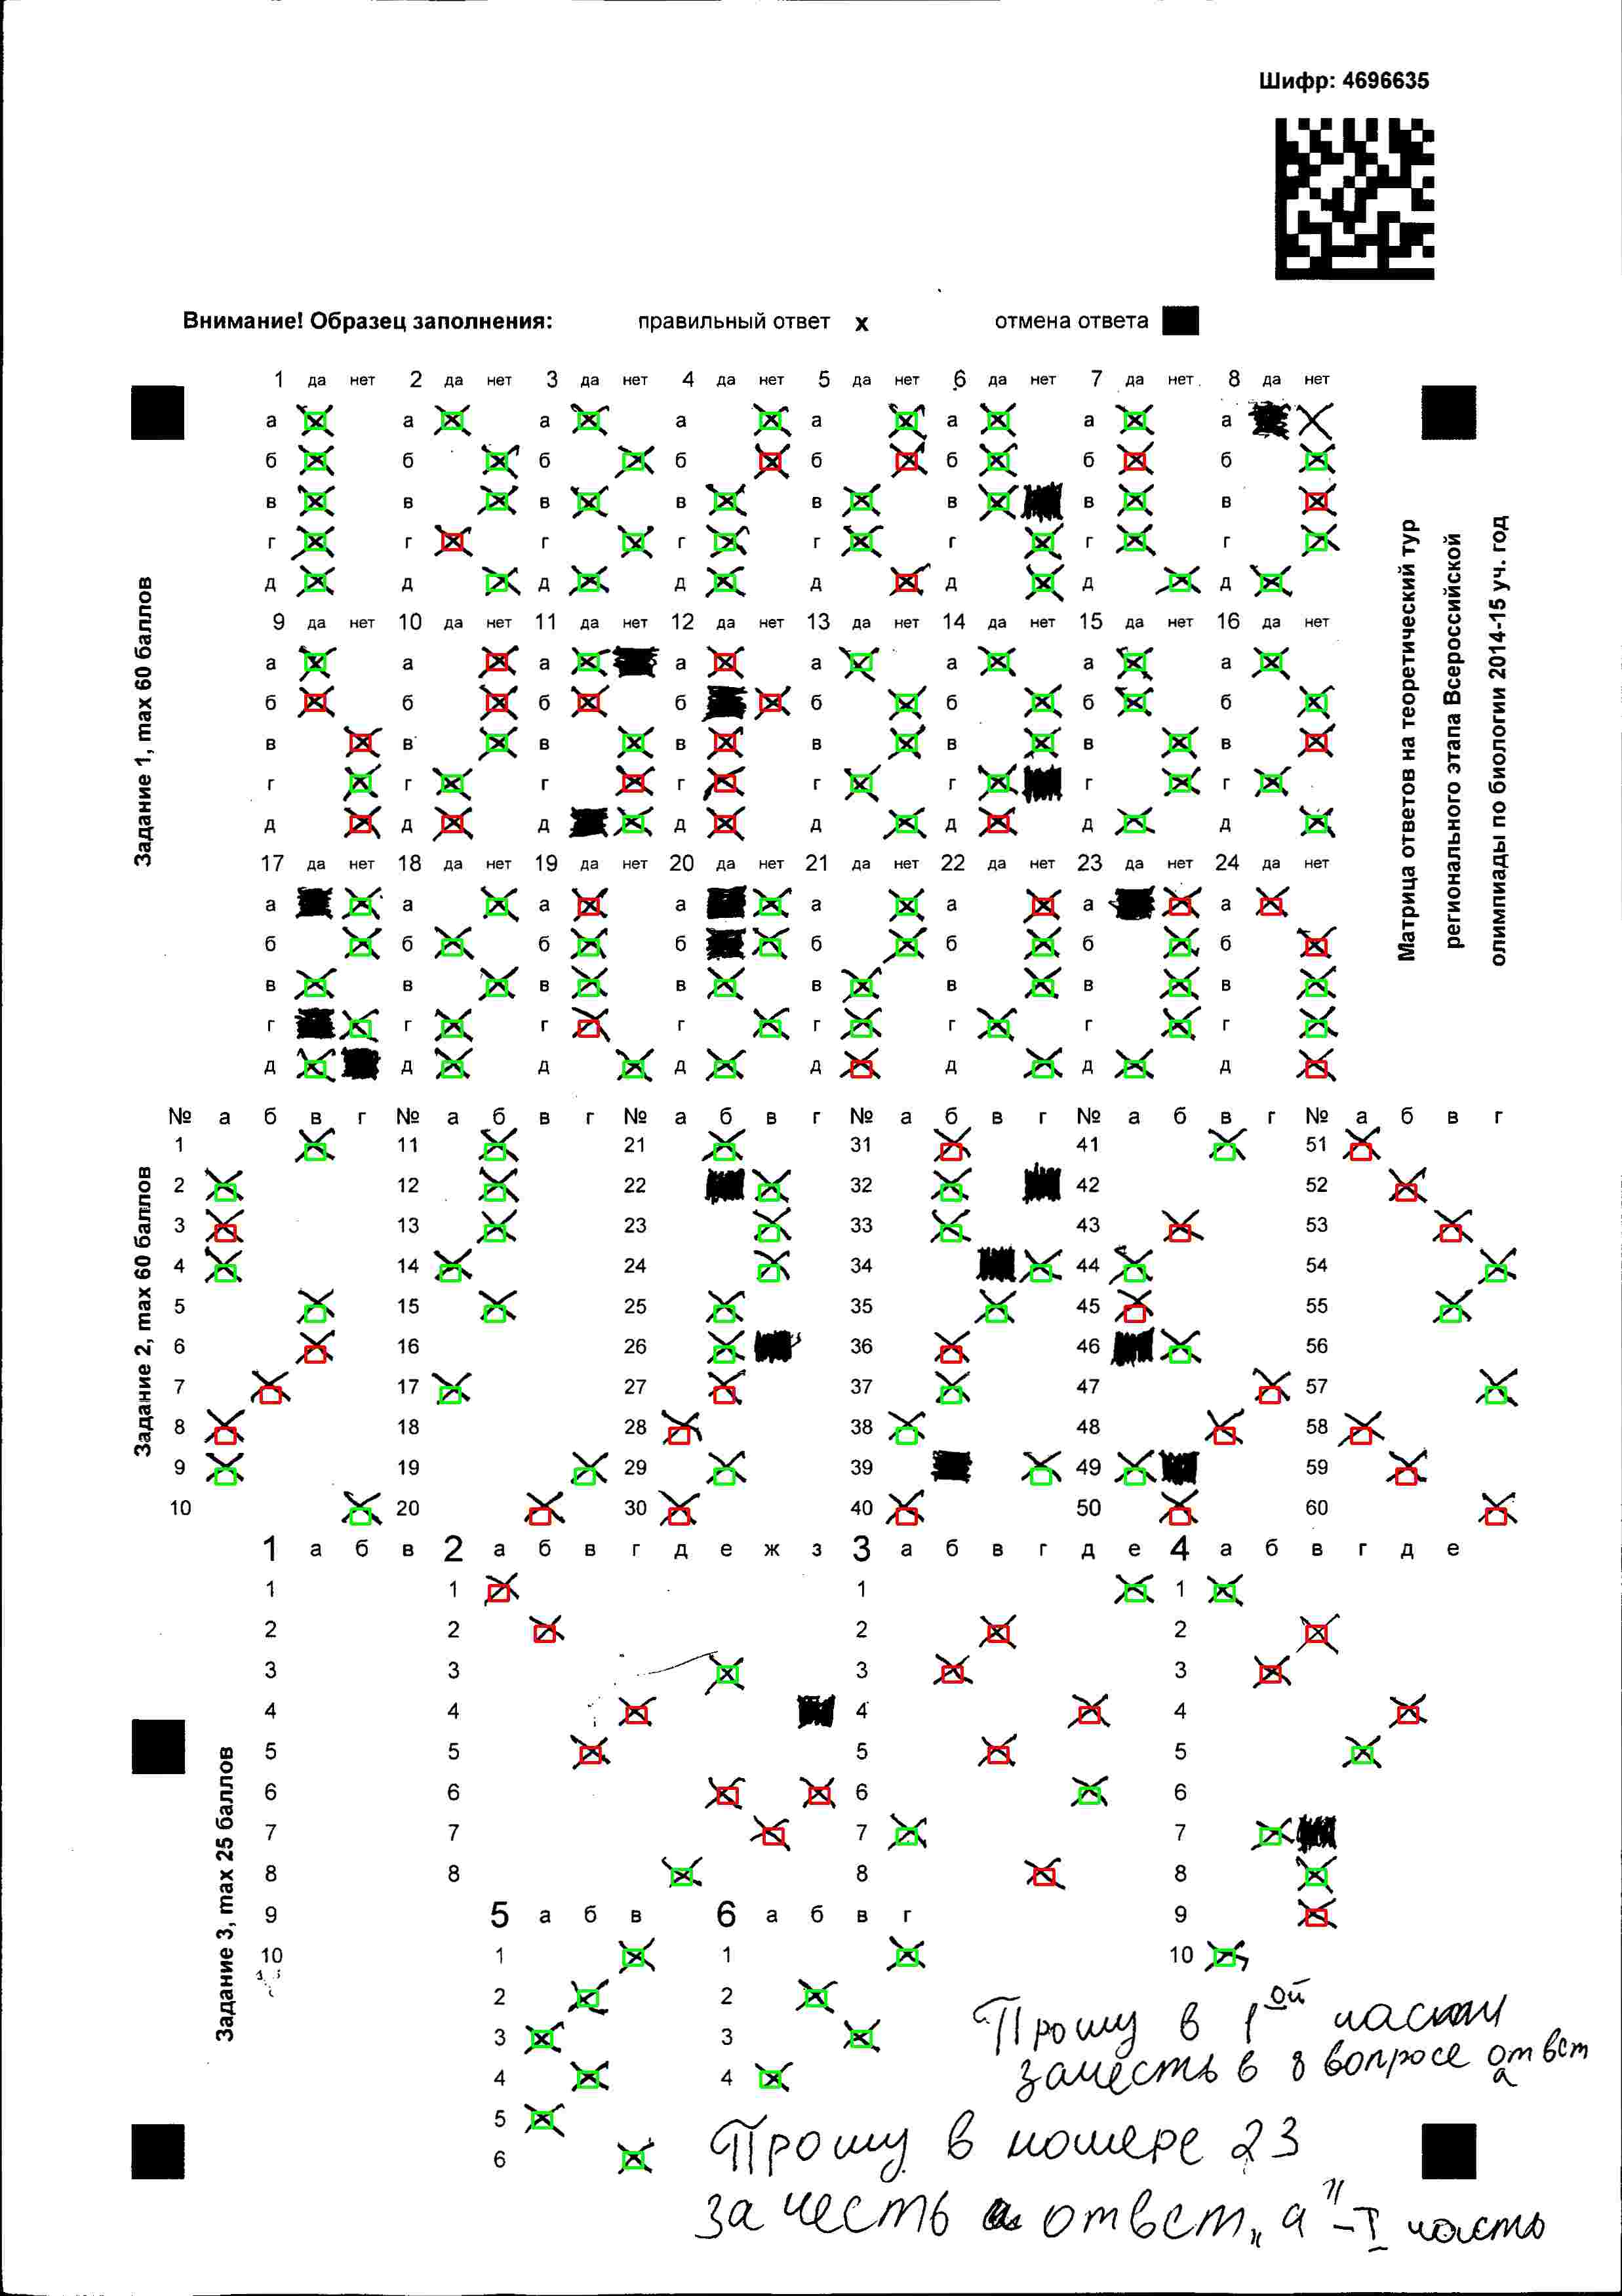 Шифр: 4696635
Внимание! Образец заполнения: правильный ответ х отмена ответа
Матрица ответов на теоретический тур
регионального этапа Всероссийской
олимпиады по биологии 2014-15 уч. год
Задание 1, max 60 баллов
1 да нет 2 да нет 3 да нет 4 да нет 5 да нет 6 да нет 7 да нет 8 да нет
а а а а а а а а
б б б б б б б б
в в в в в в в в
г г г г г г г г
д д д д д д д д
9 да нет 10 да нет 11 да нет 12 да нет 13 да нет 14 да нет 15 да нет 16 да нет
а а а а а а а а
б б б б б б б б
в в в в в в в в
г г г г г г г г
д д д д д д д д
17 да нет 18 да нет 19 да нет 20 да нет 21 да нет 22 да нет 23 да нет 24 да нет
а а а а а а а а
б б б б б б б б
в в в в в в в в
г г г г г г г г
д д д д д д д д
Задание 2, max 60 баллов
№ а б в г № а б в г № а б в г № а б в г № а б в г № а б в г
1 11 21 31 41 51
2 12 22 32 42 52
3 13 23 33 43 53
4 14 24 34 44 54
5 15 25 35 45 55
6 16 26 36 46 56
7 17 27 37 47 57
8 18 28 38 48 58
9 19 29 39 49 59
10 20 30 40 50 60
Задание 3, max 25 баллов
1 а б в 2 а б в г д е ж з 3 а б в г д е 4 а б в г д е
1 1 1 1
2 2 2 2
3 3 3 3
4 4 4 4
5 5 5 5
6 6 6 6
7 7 7 7
8 8 8 8
9 5 а б в 6 а б в г 9
10 1 1 10
2 2
3 3
4 4
5
6
Прошу в 1ой части
зачесть в 8 вопросе ответ
а
Прошу в номере 23
зачесть ответ „а" – I часть